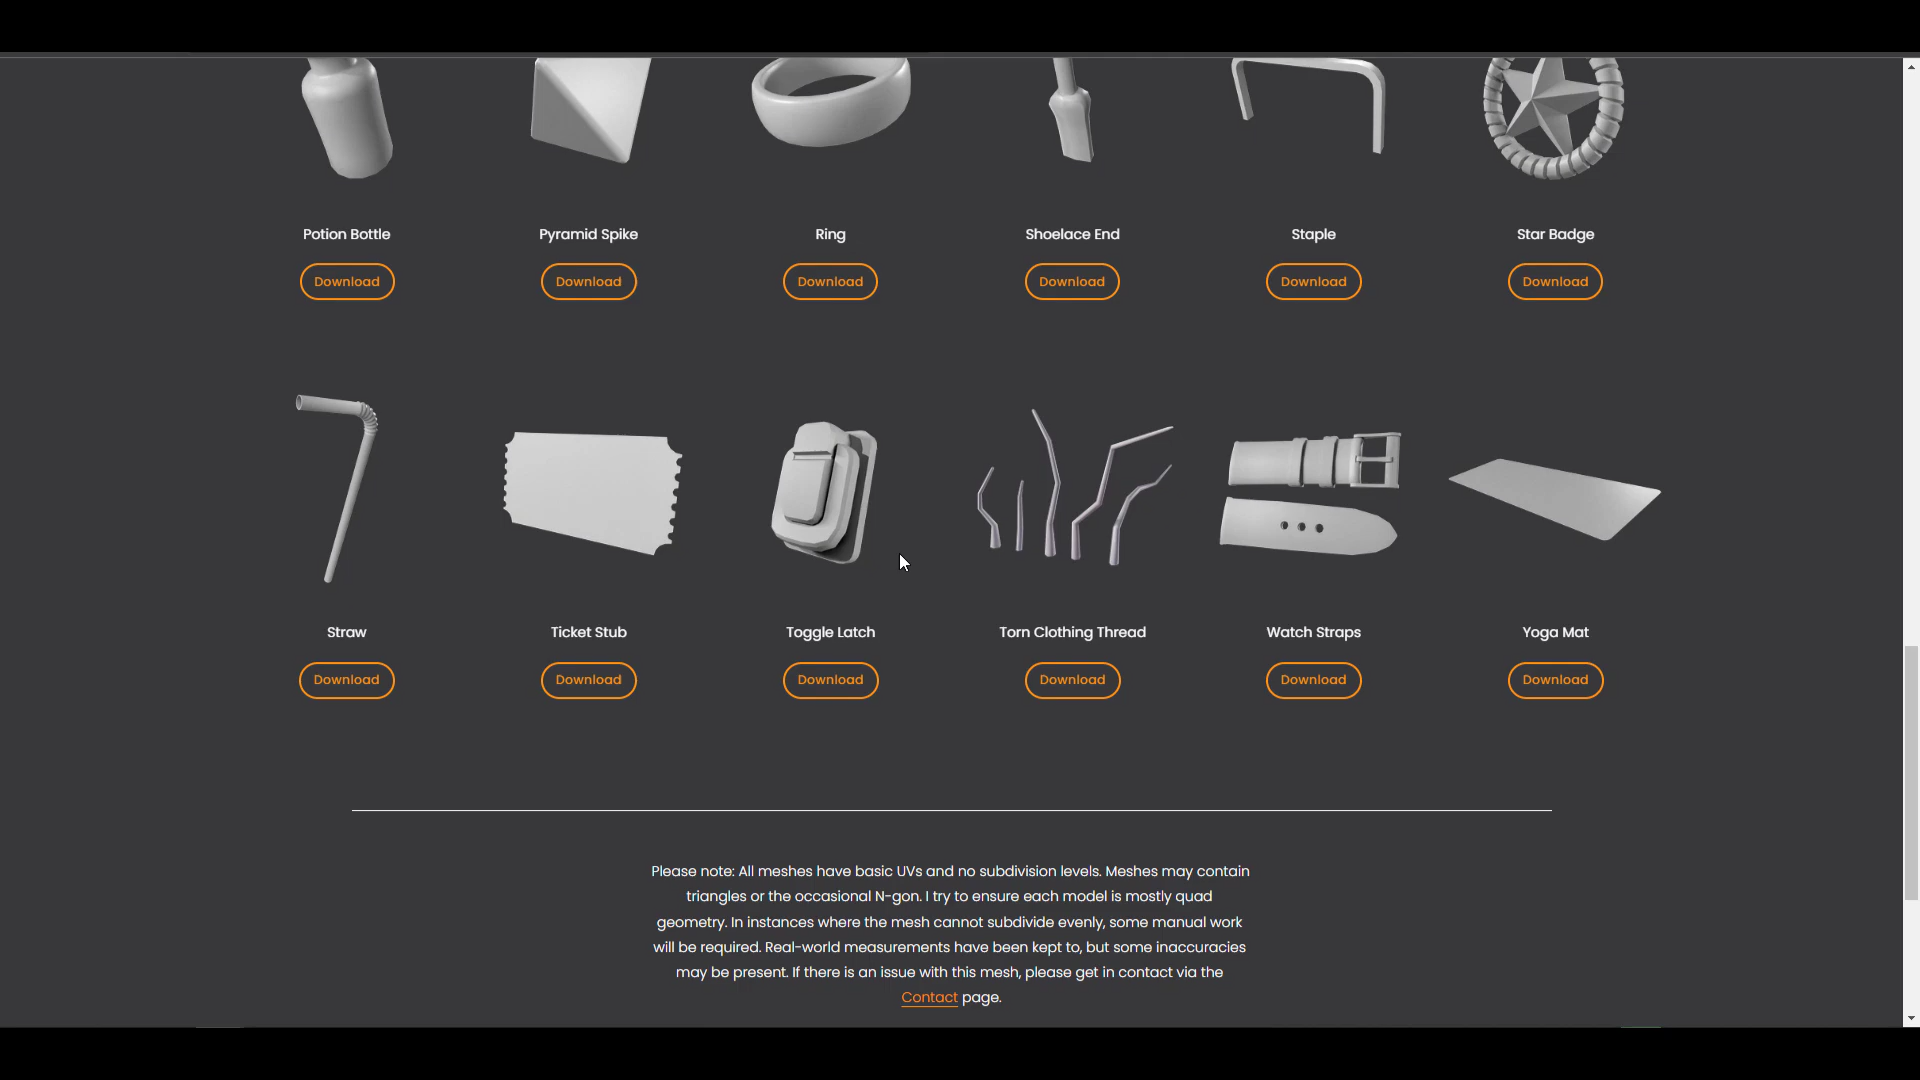 Potion Bottle
Pyramid Spike
Ring
Shoelace End
Staple
Star Badge
Download
Download
Download
Download
Download
Download
Straw
Ticket Stub
Toggle Latch
Torn Clothing Thread
Watch Straps
Yoga Mat
Download
Download
Download
Download
Download
Download
Please note: All meshes have basic UVs and no subdivision levels. Meshes may contain
triangles or the occasional N-gon. I try to ensure each model is mostly quad
geometry. In instances where the mesh cannot subdivide evenly, some manual work
will be required. Real-world measurements have been kept to, but some inaccuracies
may be present. If there is an issue with this mesh, please get in contact via the
Contact page.